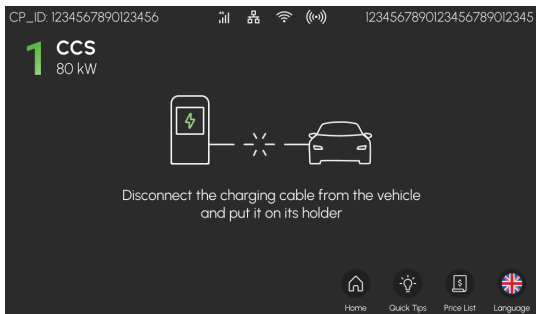 CP_ID: 1234567890123456
1234567890123456789012345
1
CCS
80 kW
Disconnect the charging cable from the vehicle
and put it on its holder
Home
Quick Tips
Price List
Language